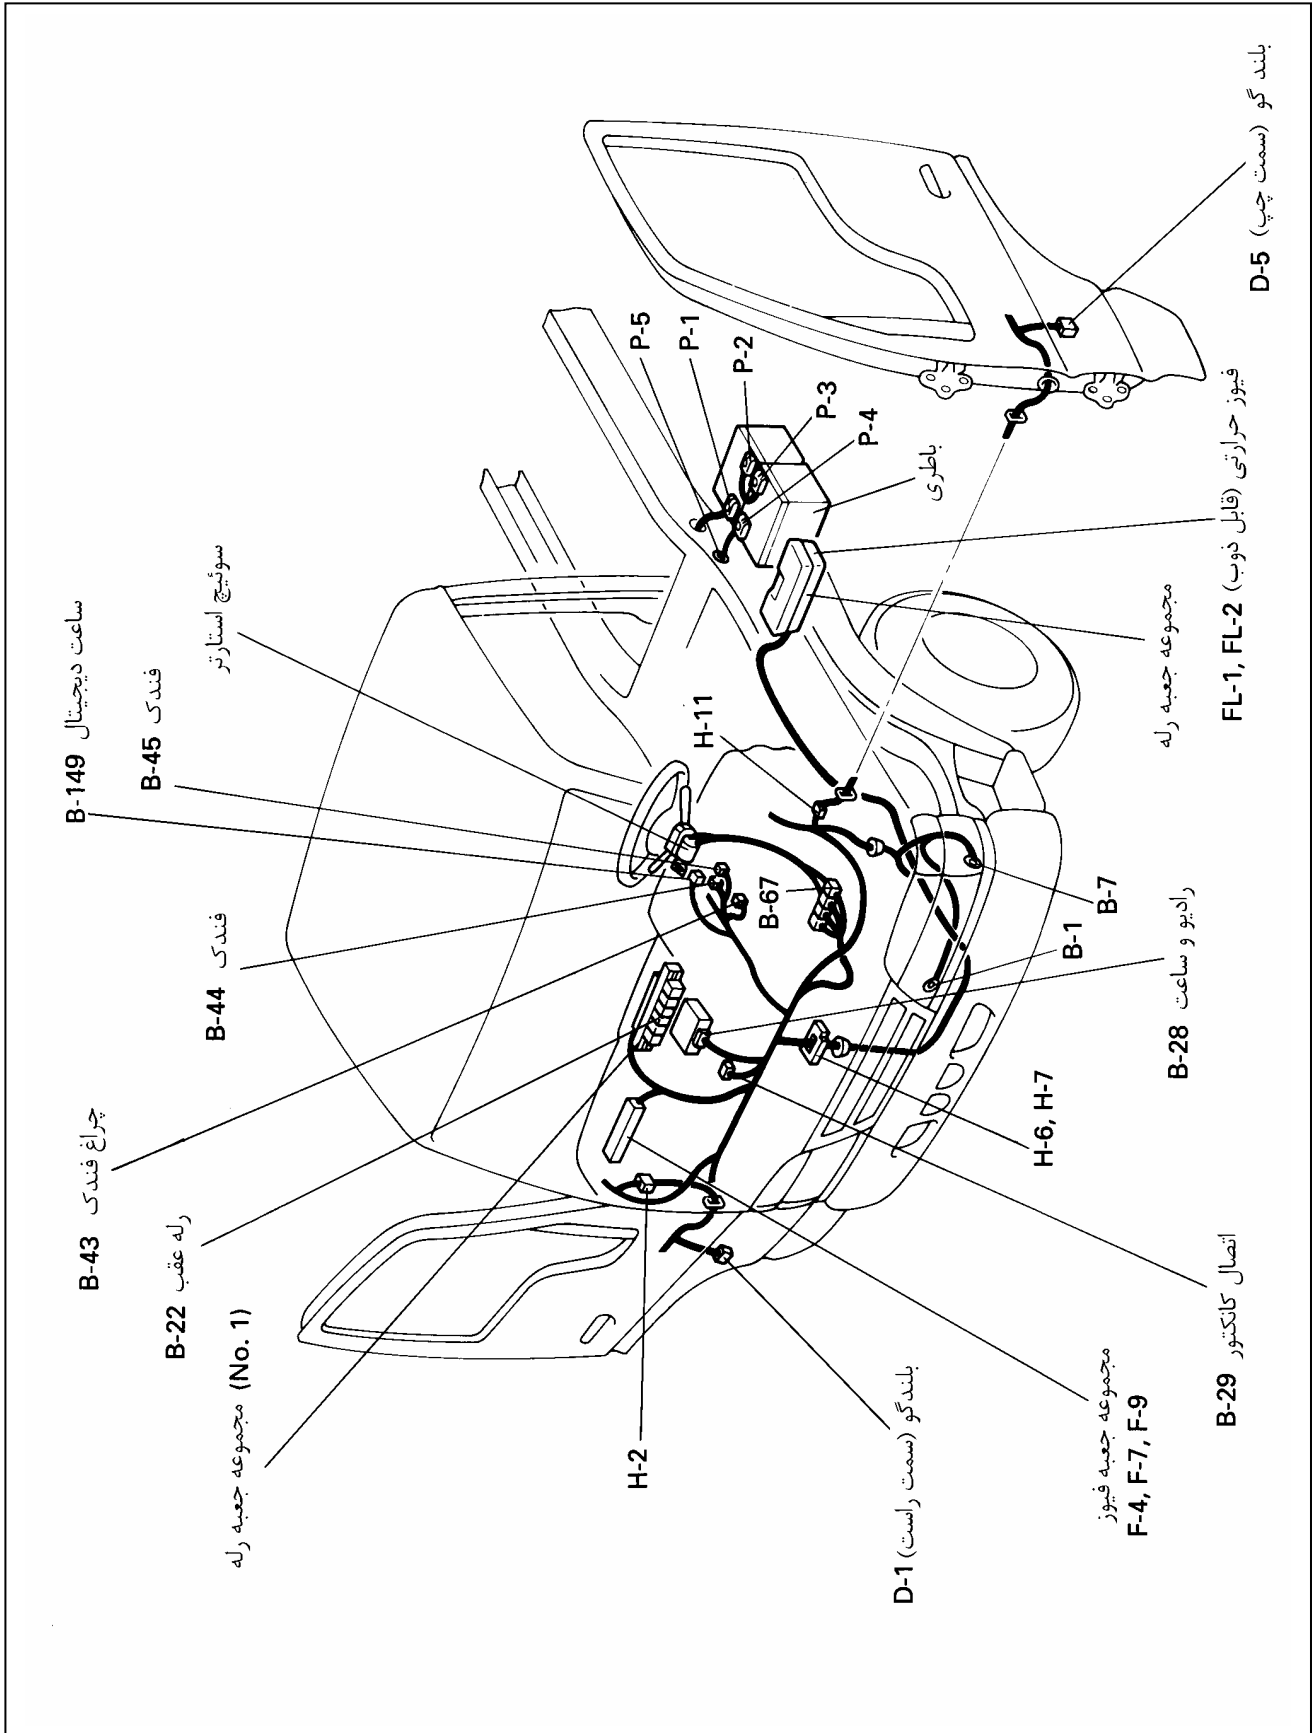 B-149 ساعت دیجیتال
B-45 فندک
سوئیچ استارتر
B-44 فندک
B-43 چراغ فندک
B-22 رله عقب
مجموعه جعبه رله (No. 1)
P-5
P-1
P-2
P-3
P-4
باطری
D-5 بلند گو (سمت چپ)
FL-1, FL-2 فیوز حرارتی (قابل ذوب)
مجموعه جعبه رله
H-11
B-67
B-7
B-1
B-28 رادیو و ساعت
H-6, H-7
B-29 اتصال کانکتور
مجموعه جعبه فیوز
F-4, F-7, F-9
D-1 بلندگو (سمت راست)
H-2